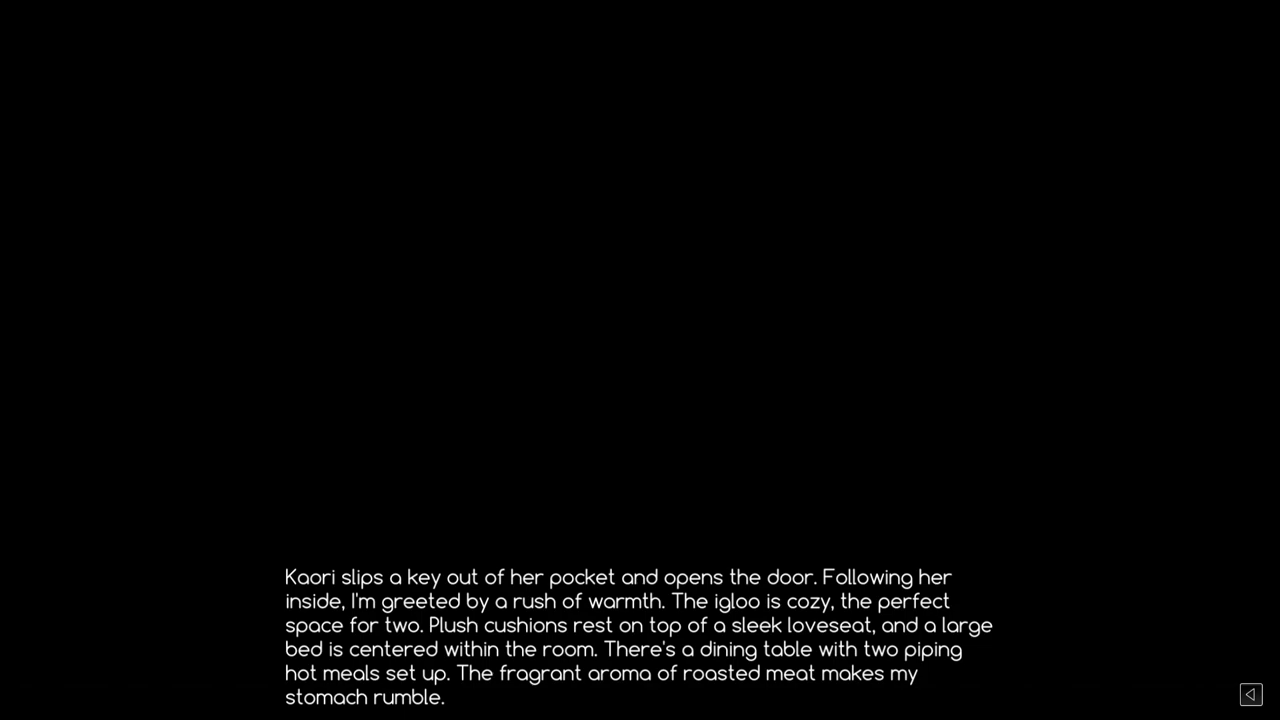 Kaori slips a key out of her pocket and opens the door. Following her
inside, I'm greeted by a rush of warmth. The igloo is cozy, the perfect
space for two. Plush cushions rest on top of a sleek loveseat, and a large
bed is centered within the room. There's a dining table with two piping
hot meals set up. The fragrant aroma of roasted meat makes my
stomach rumble.